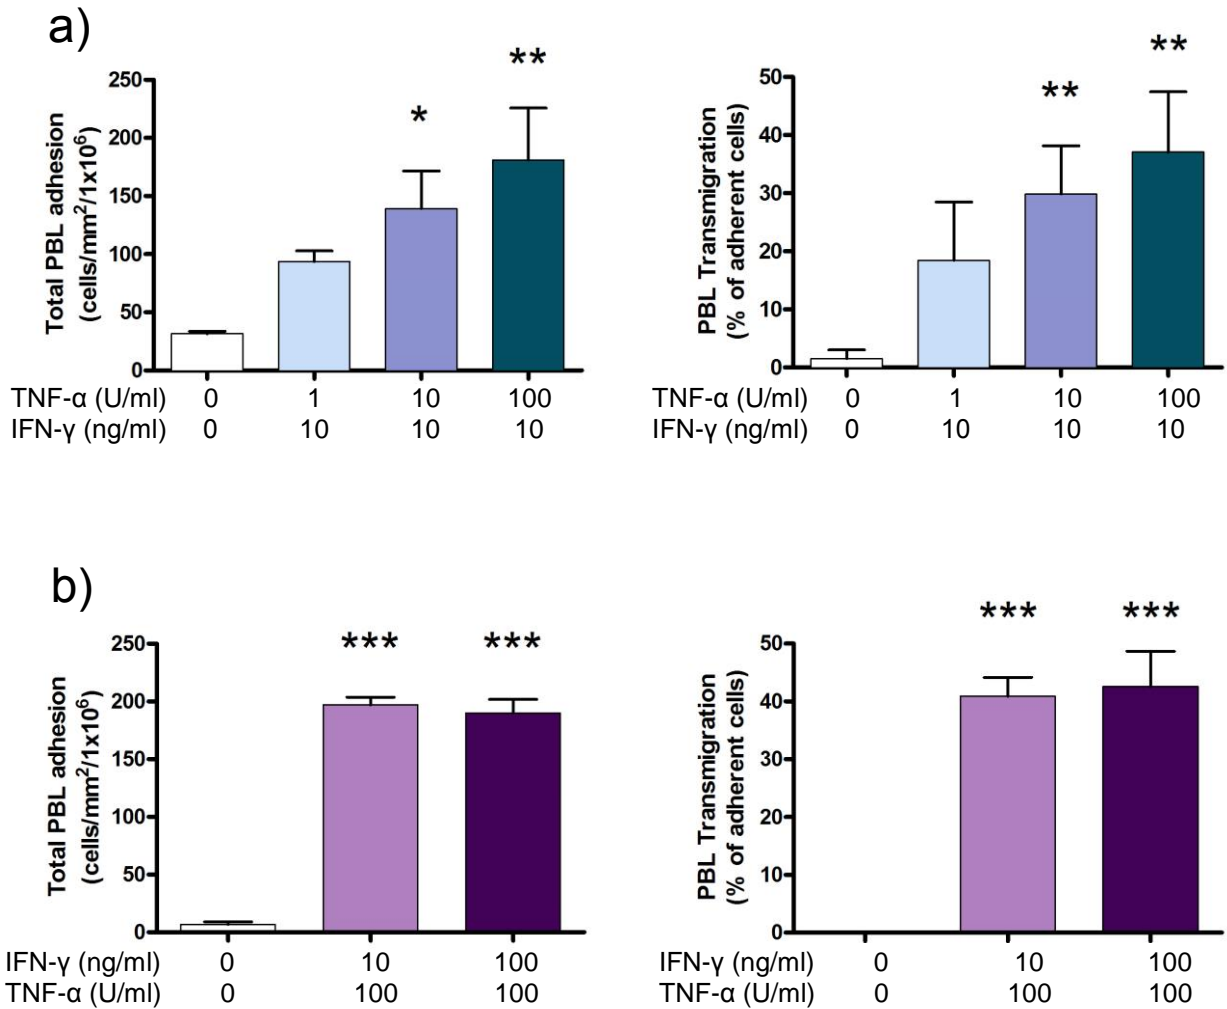 a)
Total PBL adhesion
(cells/mm²/1x10⁶)
250
200
150
100
50
0
* **
TNF-α (U/ml) 0 1 10 100
IFN-γ (ng/ml) 0 10 10 10
PBL Transmigration
(% of adherent cells)
50
40
30
20
10
0
** **
TNF-α (U/ml) 0 1 10 100
IFN-γ (ng/ml) 0 10 10 10
b)
Total PBL adhesion
(cells/mm²/1x10⁶)
250
200
150
100
50
0
*** ***
IFN-γ (ng/ml) 0 10 100
TNF-α (U/ml) 0 100 100
PBL Transmigration
(% of adherent cells)
50
40
30
20
10
0
*** ***
IFN-γ (ng/ml) 0 10 100
TNF-α (U/ml) 0 100 100